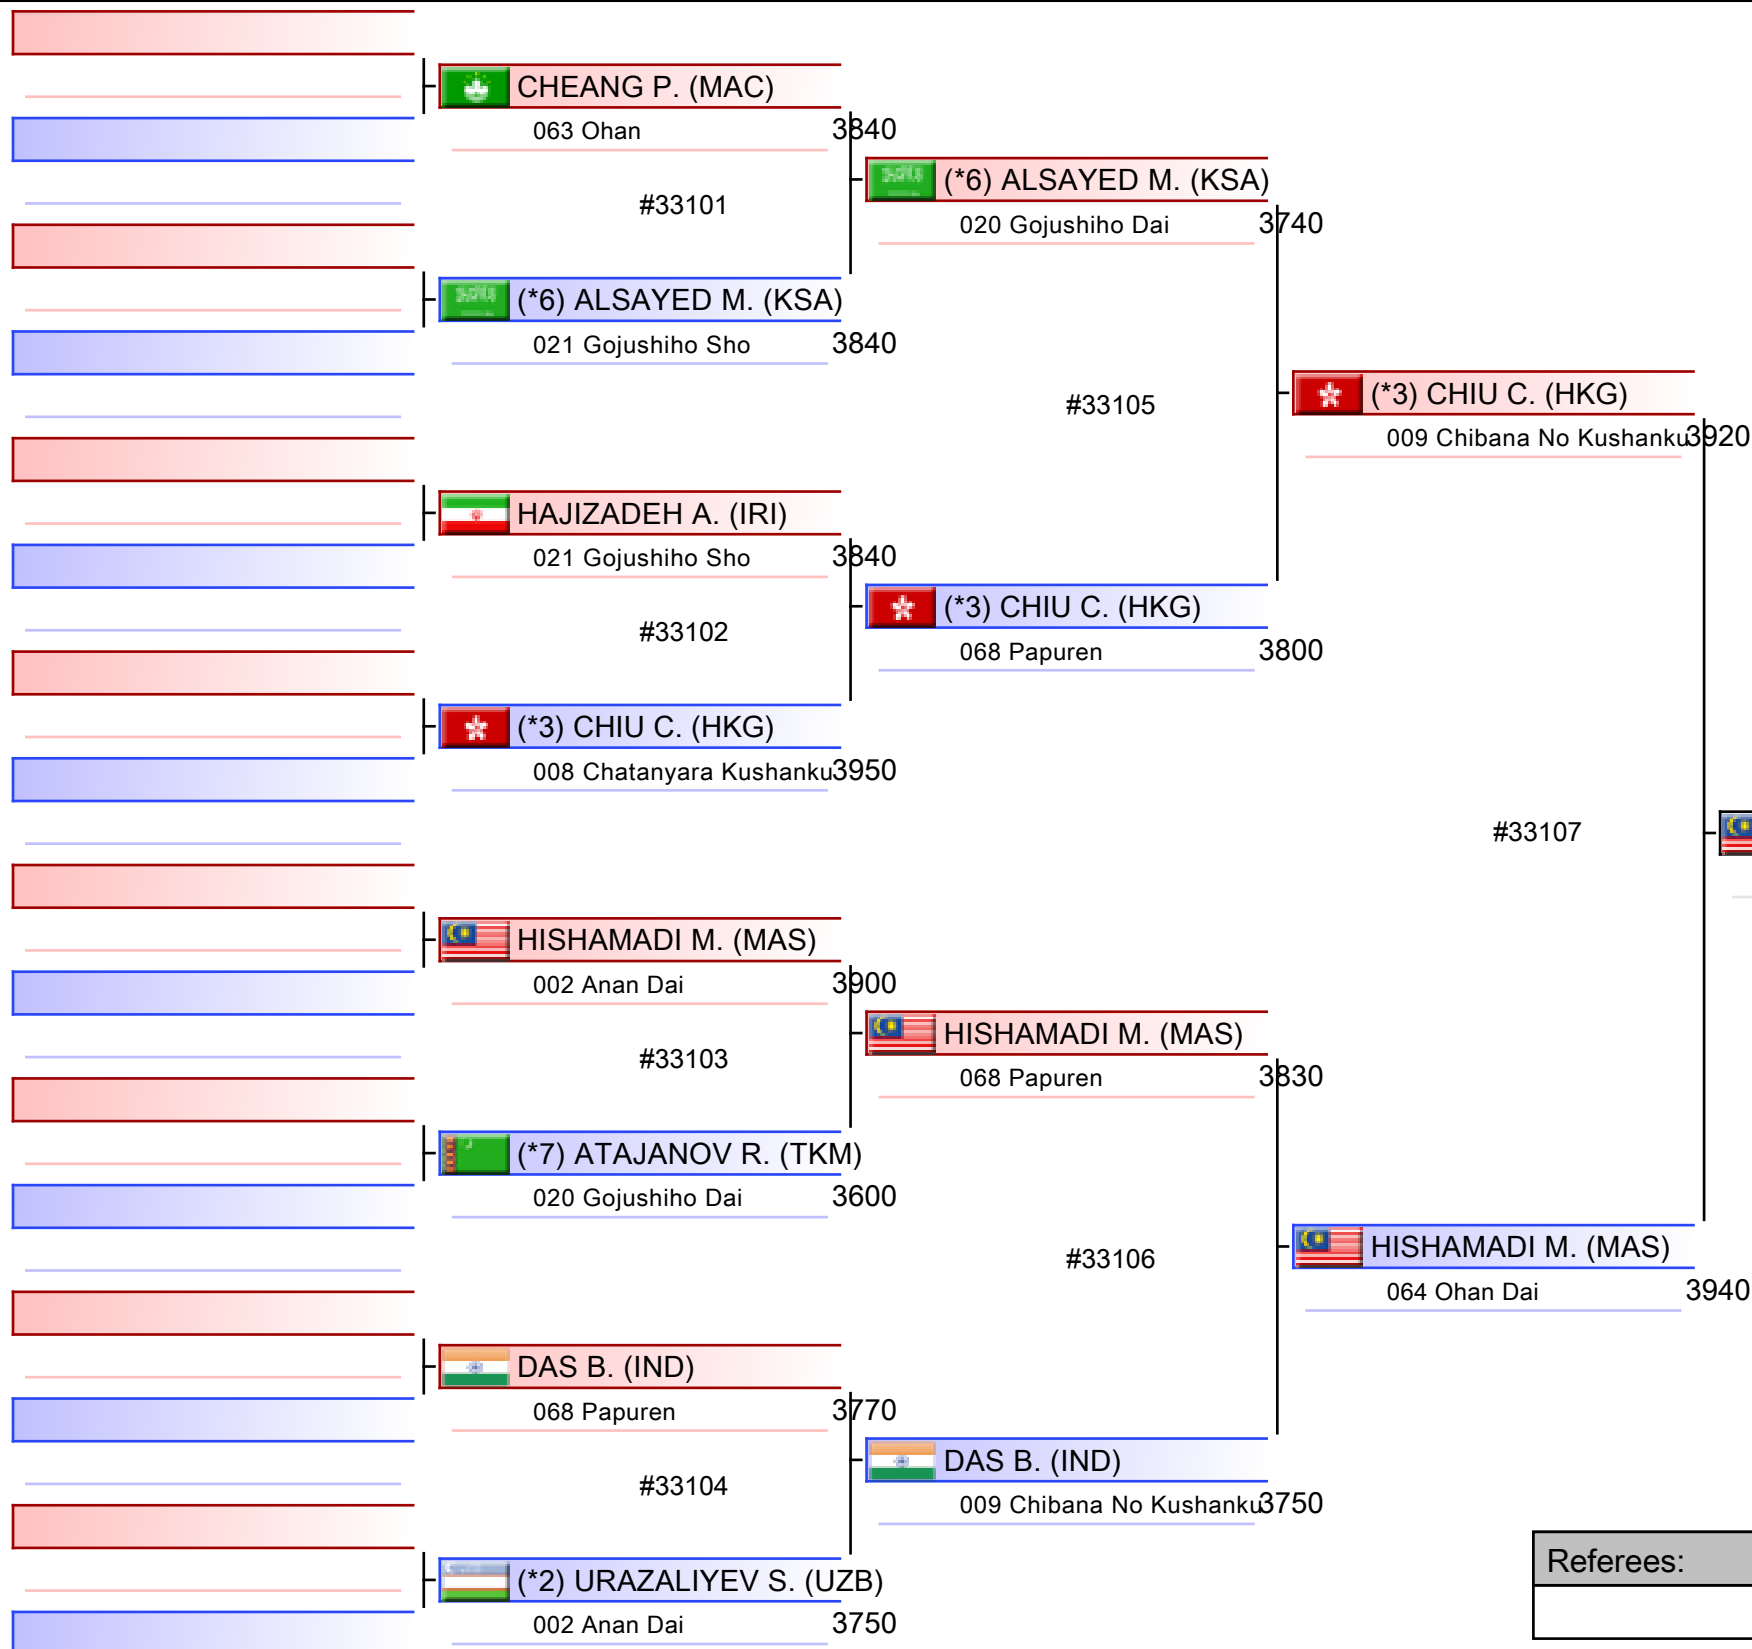 CHEANG P. (MAC)
063 Ohan 3840
#33101
(*6) ALSAYED M. (KSA)
021 Gojushiho Sho 3840
HAJIZADEH A. (IRI)
021 Gojushiho Sho 3840
#33102
(*3) CHIU C. (HKG)
008 Chatanyara Kushanku 3950
HISHAMADI M. (MAS)
002 Anan Dai 3900
#33103
(*7) ATAJANOV R. (TKM)
020 Gojushiho Dai 3600
DAS B. (IND)
068 Papuren 3770
#33104
(*2) URAZALIYEV S. (UZB)
002 Anan Dai 3750
(*6) ALSAYED M. (KSA)
020 Gojushiho Dai 3740
#33105
(*3) CHIU C. (HKG)
068 Papuren 3800
HISHAMADI M. (MAS)
068 Papuren 3830
#33106
DAS B. (IND)
009 Chibana No Kushanku 3750
(*3) CHIU C. (HKG)
009 Chibana No Kushanku 3920
#33107
HISHAMADI M. (MAS)
064 Ohan Dai 3940
Referees: